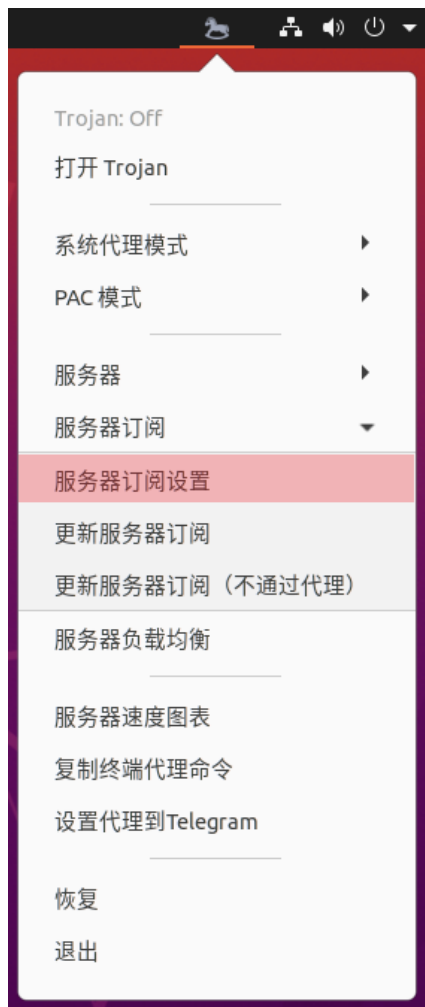 Trojan: Off
打开 Trojan
系统代理模式
PAC 模式
服务器
服务器订阅
服务器订阅设置
更新服务器订阅
更新服务器订阅（不通过代理）
服务器负载均衡
服务器速度图表
复制终端代理命令
设置代理到Telegram
恢复
退出